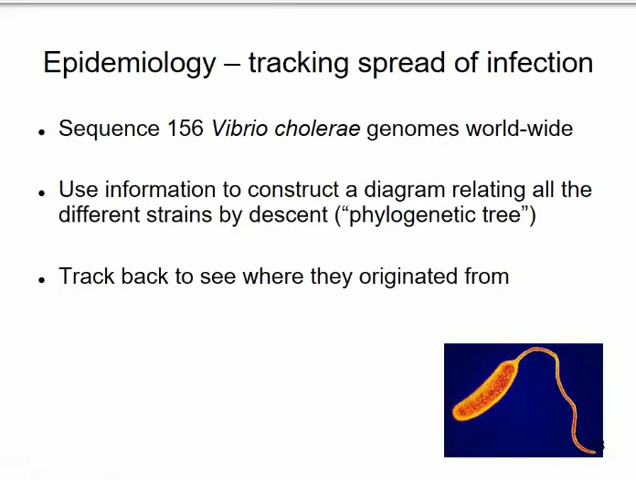 Epidemiology – tracking spread of infection
• Sequence 156 Vibrio cholerae genomes world-wide
• Use information to construct a diagram relating all the
different strains by descent (“phylogenetic tree”)
• Track back to see where they originated from